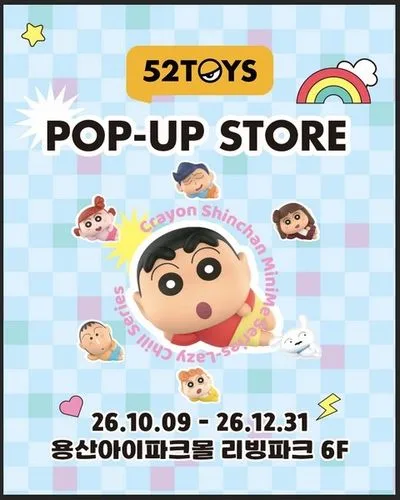 52TOYS
POP-UP STORE
Crayon Shinchan MiniMe Series-Lazy Chill Series
26.10.09 - 26.12.31
용산아이파크몰 리빙파크 6F